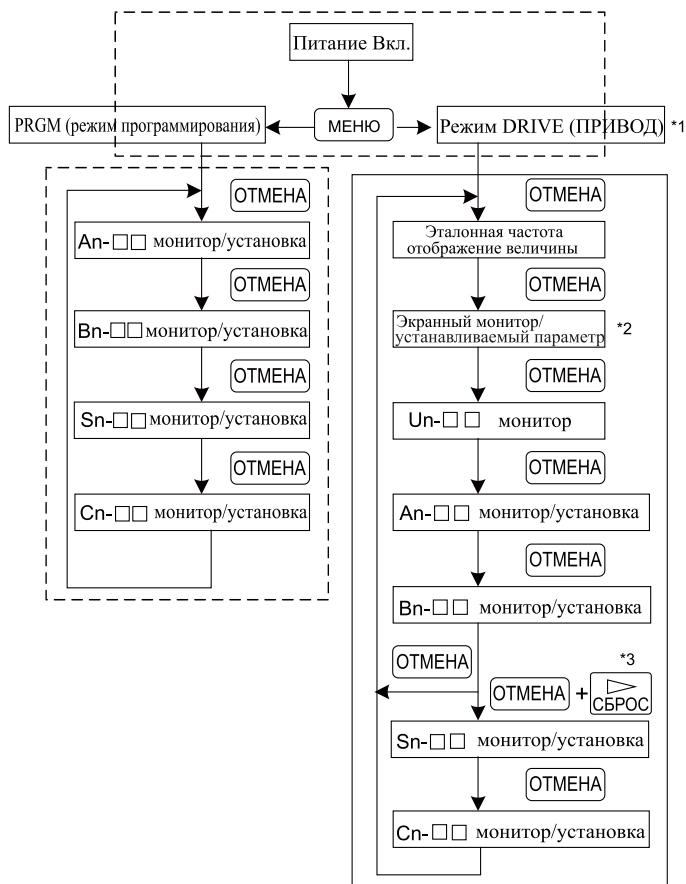 Питание Вкл.
PRGM (режим программирования)
МЕНЮ
Режим DRIVE (ПРИВОД) *1
ОТМЕНА
An-□□ монитор/установка
ОТМЕНА
Bn-□□ монитор/установка
ОТМЕНА
Sn-□□ монитор/установка
ОТМЕНА
Cn-□□ монитор/установка
ОТМЕНА
Эталонная частота
отображение величины
ОТМЕНА
Экранный монитор/
устанавливаемый параметр *2
ОТМЕНА
Un-□□ монитор
ОТМЕНА
An-□□ монитор/установка
ОТМЕНА
Bn-□□ монитор/установка
ОТМЕНА
*3
ОТМЕНА + СБРОС
Sn-□□ монитор/установка
ОТМЕНА
Cn-□□ монитор/установка